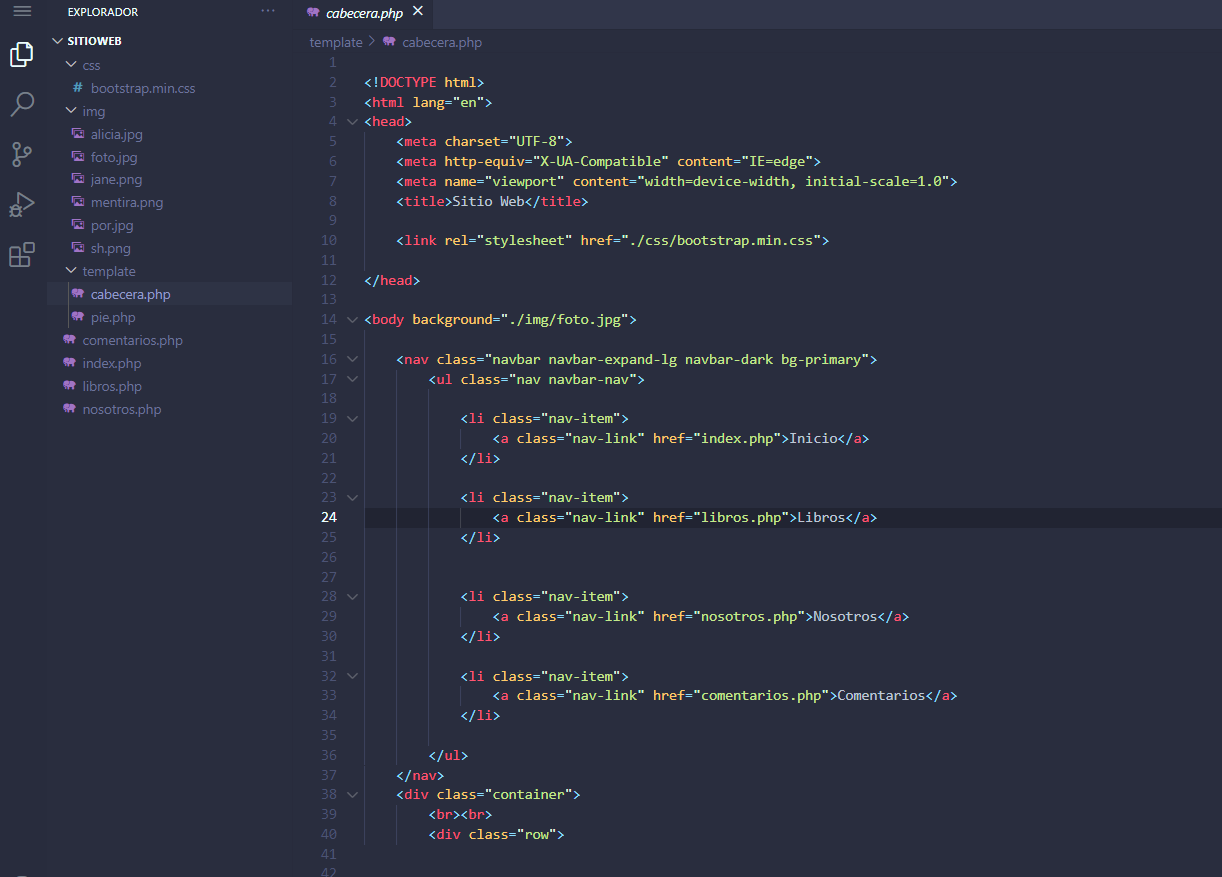 EXPLORADOR
···
SITIOWEB
css
# bootstrap.min.css
img
alicia.jpg
foto.jpg
jane.png
mentira.png
por.jpg
sh.png
template
cabecera.php
pie.php
comentarios.php
index.php
libros.php
nosotros.php
cabecera.php ×
template > cabecera.php
1
2 <!DOCTYPE html>
3 <html lang="en">
4 <head>
5 <meta charset="UTF-8">
6 <meta http-equiv="X-UA-Compatible" content="IE=edge">
7 <meta name="viewport" content="width=device-width, initial-scale=1.0">
8 <title>Sitio Web</title>
9
10 <link rel="stylesheet" href="./css/bootstrap.min.css">
11
12 </head>
13
14 <body background="./img/foto.jpg">
15
16 <nav class="navbar navbar-expand-lg navbar-dark bg-primary">
17 <ul class="nav navbar-nav">
18
19 <li class="nav-item">
20 <a class="nav-link" href="index.php">Inicio</a>
21 </li>
22
23 <li class="nav-item">
24 <a class="nav-link" href="libros.php">Libros</a>
25 </li>
26
27
28 <li class="nav-item">
29 <a class="nav-link" href="nosotros.php">Nosotros</a>
30 </li>
31
32 <li class="nav-item">
33 <a class="nav-link" href="comentarios.php">Comentarios</a>
34 </li>
35
36 </ul>
37 </nav>
38 <div class="container">
39 <br><br>
40 <div class="row">
41
42